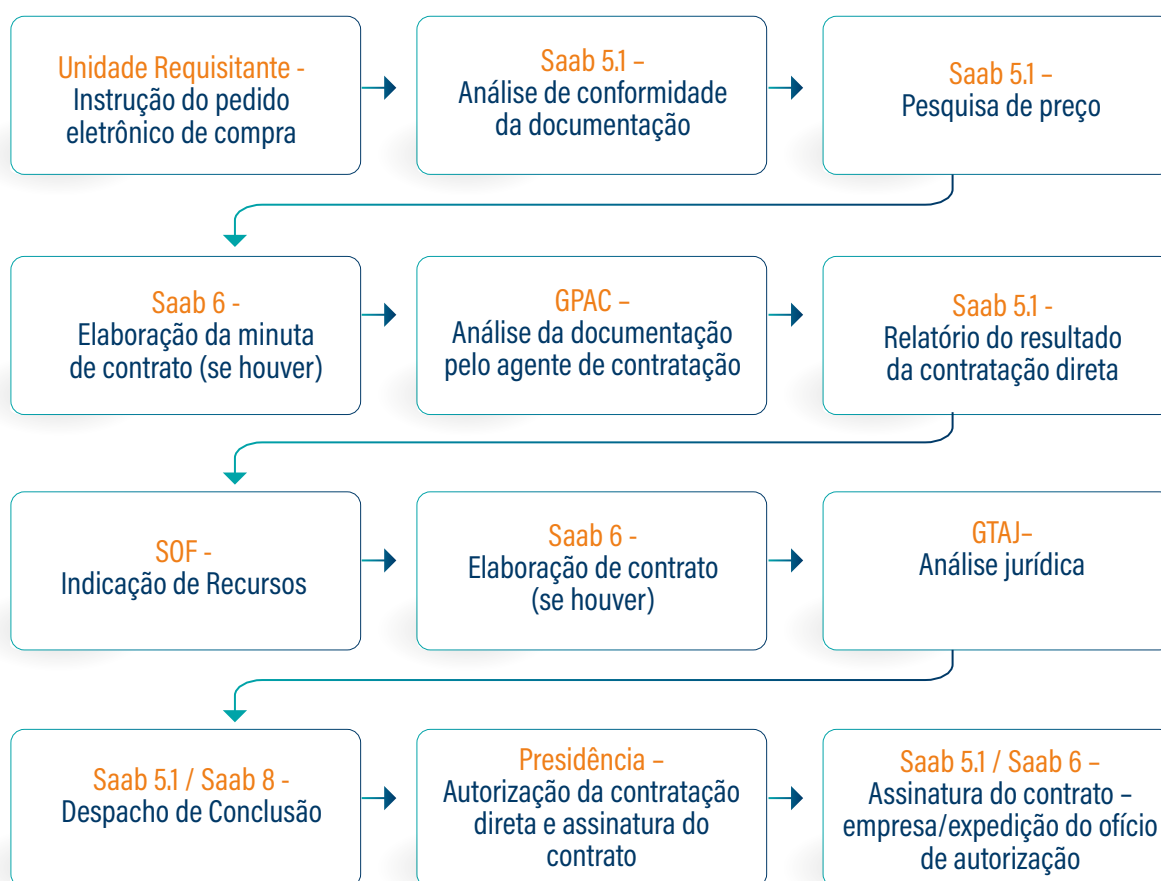 Unidade Requisitante -
Instrução do pedido
eletrônico de compra
Saab 5.1 –
Análise de conformidade
da documentação
Saab 5.1 –
Pesquisa de preço
Saab 6 -
Elaboração da minuta
de contrato (se houver)
GPAC –
Análise da documentação
pelo agente de contratação
Saab 5.1 -
Relatório do resultado
da contratação direta
SOF -
Indicação de Recursos
Saab 6 -
Elaboração de contrato
(se houver)
GTAJ–
Análise jurídica
Saab 5.1 / Saab 8 -
Despacho de Conclusão
Presidência –
Autorização da contratação
direta e assinatura do
contrato
Saab 5.1 / Saab 6 –
Assinatura do contrato –
empresa/expedição do ofício
de autorização